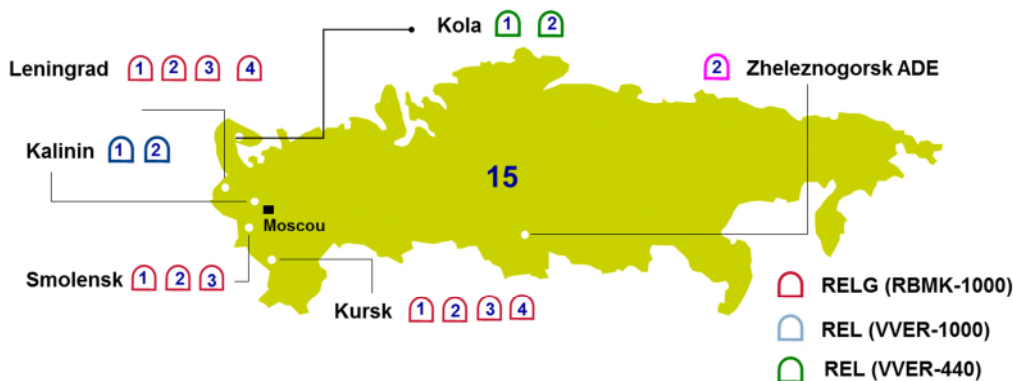 Kola 1 2
Leningrad 1 2 3 4
2 Zheleznogorsk ADE
Kalinin 1 2
15
Moscou
Smolensk 1 2 3
Kursk 1 2 3 4
RELG (RBMK-1000)
REL (VVER-1000)
REL (VVER-440)